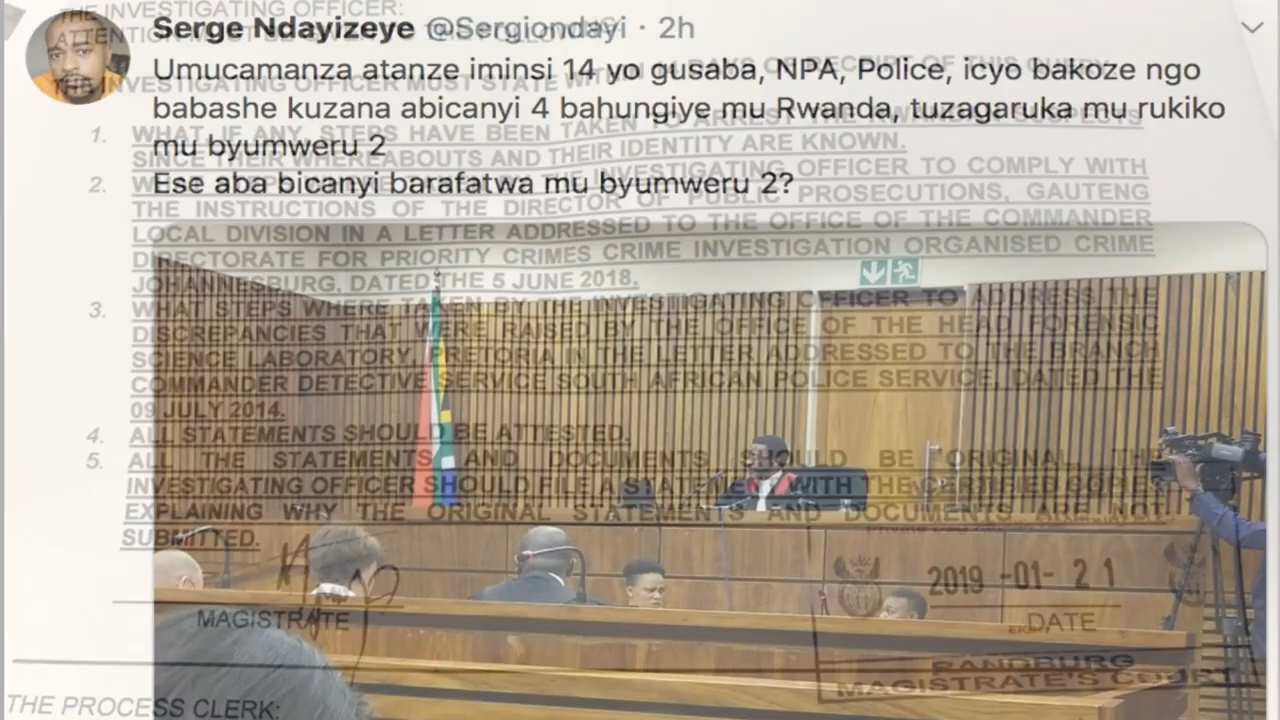 THE INVESTIGATING OFFICER:
Serge Ndayizeye @Sergiondayi · 2h
Umucamanza atanze iminsi 14 yo gusaba, NPA, Police, icyo bakoze ngo
babashe kuzana abicanyi 4 bahungiye mu Rwanda, tuzagaruka mu rukiko
mu byumweru 2
Ese aba bicanyi barafatwa mu byumweru 2?
INVESTIGATING OFFICER MUST STATE
1. WHAT, IF ANY, STEPS HAVE BEEN TAKEN TO ARREST THE SUSPECTS
SINCE THEIR WHEREABOUTS AND THEIR IDENTITY ARE KNOWN.
2. INVESTIGATING OFFICER TO COMPLY WITH
THE INSTRUCTIONS OF THE DIRECTOR OF PUBLIC PROSECUTIONS, GAUTENG
LOCAL DIVISION IN A LETTER ADDRESSED TO THE OFFICE OF THE COMMANDER
DIRECTORATE FOR PRIORITY CRIMES CRIME INVESTIGATION ORGANISED CRIME
JOHANNESBURG, DATED THE 5 JUNE 2018.
3. WHAT STEPS WHERE TAKEN BY THE INVESTIGATING OFFICER TO ADDRESS THE
DISCREPANCIES THAT WERE RAISED BY THE OFFICE OF THE HEAD FORENSIC
SCIENCE LABORATORY, PRETORIA IN THE LETTER ADDRESSED TO THE BRANCH
COMMANDER DETECTIVE SERVICE SOUTH AFRICAN POLICE SERVICE, DATED THE
09 JULY 2014.
4. ALL STATEMENTS SHOULD BE ATTESTED.
5. ALL THE STATEMENTS AND DOCUMENTS SHOULD BE ORIGINAL. THE
INVESTIGATING OFFICER SHOULD FILE A STATEMENT WITH THE CERTIFIED COPIES
EXPLAINING WHY THE ORIGINAL STATEMENTS AND DOCUMENTS ARE NOT
SUBMITTED.
2019 -01- 21
MAGISTRATE
DATE
RANDBURG
MAGISTRATE'S COURT
THE PROCESS CLERK: